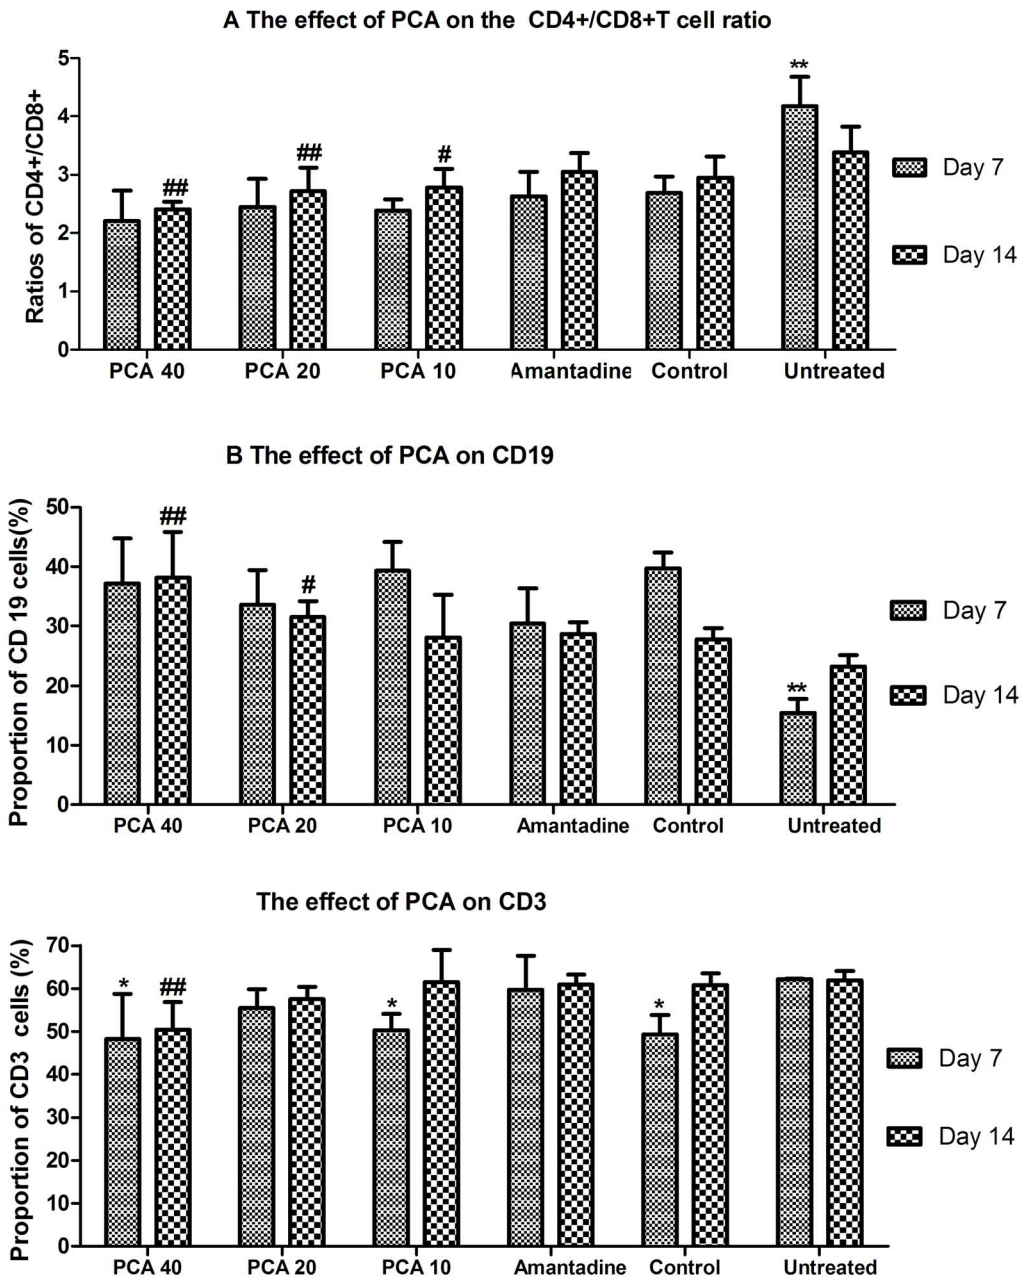 A The effect of PCA on the CD4+/CD8+T cell ratio
Ratios of CD4+/CD8+
5
4
3
2
1
0
##
##
#
**
PCA 40 PCA 20 PCA 10 Amantadine Control Untreated
Day 7
Day 14
B The effect of PCA on CD19
Proportion of CD 19 cells(%)
50
40
30
20
10
0
##
#
**
PCA 40 PCA 20 PCA 10 Amantadine Control Untreated
Day 7
Day 14
The effect of PCA on CD3
Proportion of CD3 cells (%)
70
60
50
40
30
20
10
0
* ##
*
*
PCA 40 PCA 20 PCA 10 Amantadine Control Untreated
Day 7
Day 14